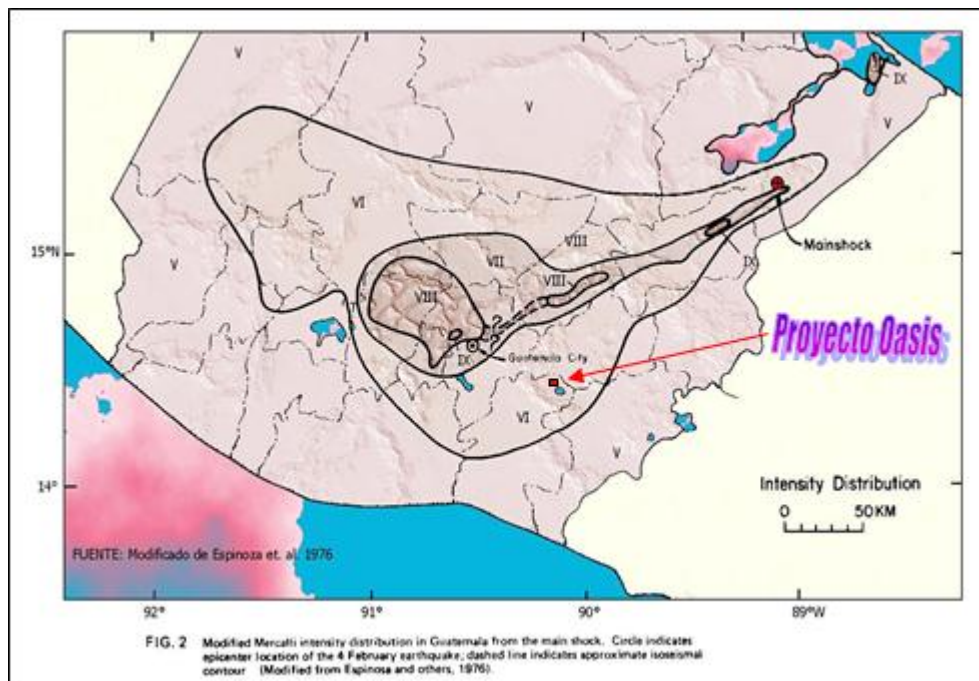 V
V
IX
V
VI
VIII
15°N
Mainshock
VII
V
VIII
IX
VIII
Proyecto Oasis
IX
Guatemala City
VI
V
14°
Intensity Distribution
0 50 KM
FUENTE: Modificado de Espinoza et. al. 1976
92° 91° 90° 89°W
FIG. 2 Modified Mercalli intensity distribution in Guatemala from the main shock. Circle indicates
epicenter location of the 4 February earthquake; dashed line indicates approximate isoseismal
contour (Modified from Espinosa and others, 1976).